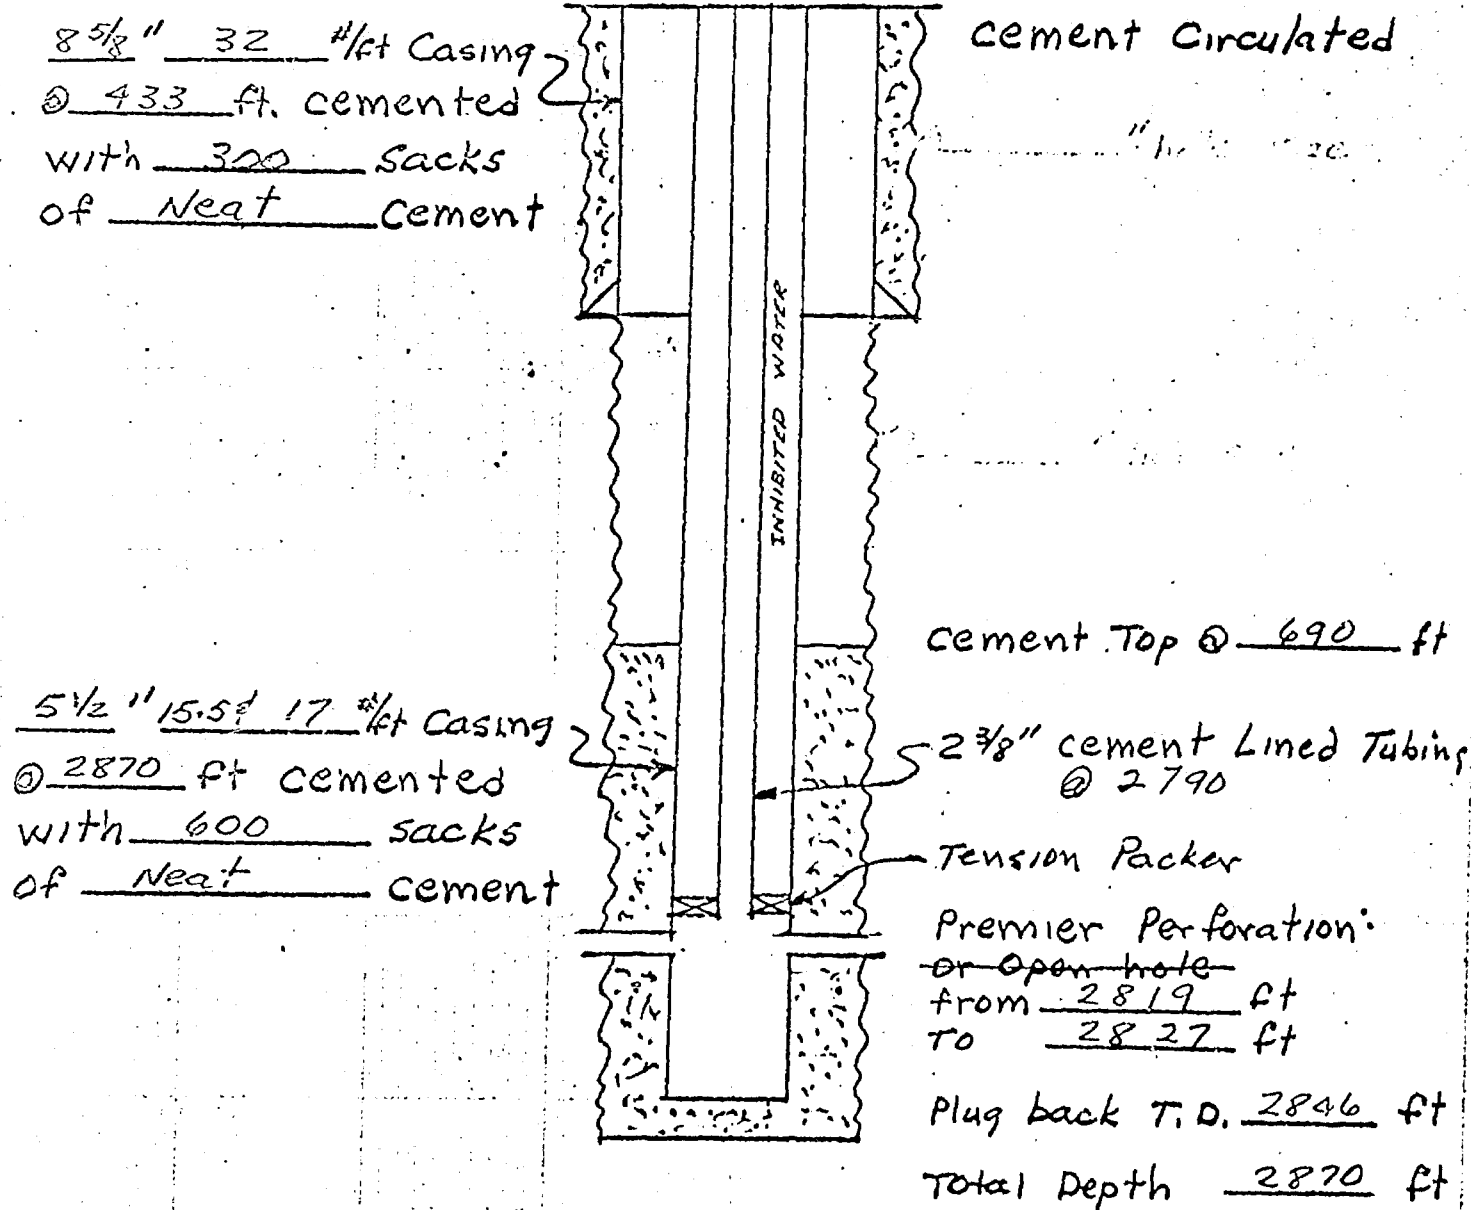 8 5/8" 32 #/ft Casing
@ 433 ft. cemented
with 300 Sacks
of Neat Cement
Cement Circulated
INHIBITED WATER
Cement Top @ 690 ft
5 1/2" 15.5 & 17 #/ft Casing
@ 2870 ft cemented
with 600 sacks
of Neat cement
2 3/8" cement Lined Tubing
@ 2790
Tension Packer
Premier Perforation:
or Open hole
from 2819 ft
To 2827 ft
Plug back T.D. 2846 ft
Total Depth 2870 ft